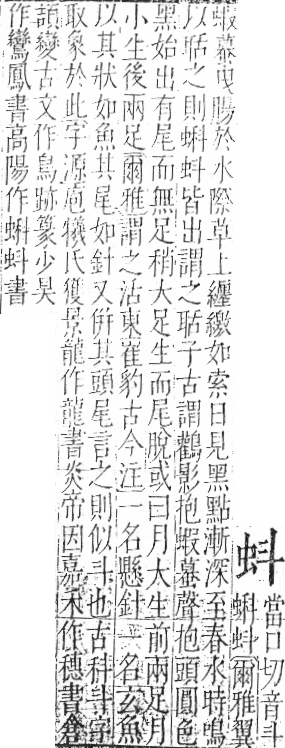 蚪
當口切音斗
蝌蚪爾雅翼
蝦蟇曳腸於水際草上纏繳如索日見黑點漸深至春水時鳴
以聒之則蝌蚪皆出謂之聒子古謂鸛影抱蝦蟇聲抱頭圓色
黑始出有尾而無足稍大足生而尾脫或曰月大生前兩足月
小生後兩足爾雅謂之活東崔豹古今注一名懸針一名玄魚
以其狀如魚其尾如針又併其頭尾言之則似斗也古科斗字
取象於此字源庖犧氏獲景龍作龍書炎帝因嘉禾作穗書倉
頡變古文作鳥跡篆少昊
作鸞鳳書高陽作蝌蚪書